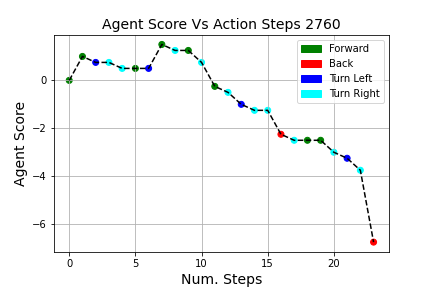 Agent Score Vs Action Steps 2760
Forward
Back
Turn Left
Turn Right
Agent Score
0
−2
−4
−6
0 5 10 15 20
Num. Steps